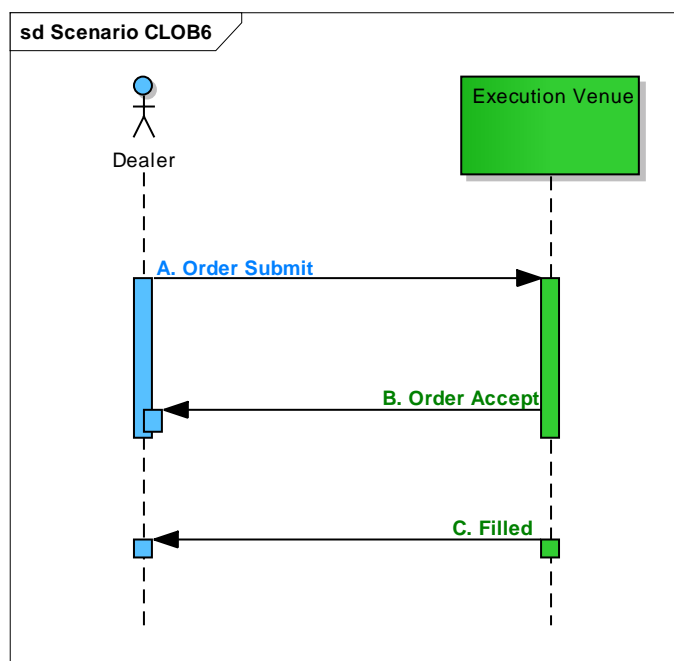 sd Scenario CLOB6
Execution Venue
Dealer
A. Order Submit
B. Order Accept
C. Filled